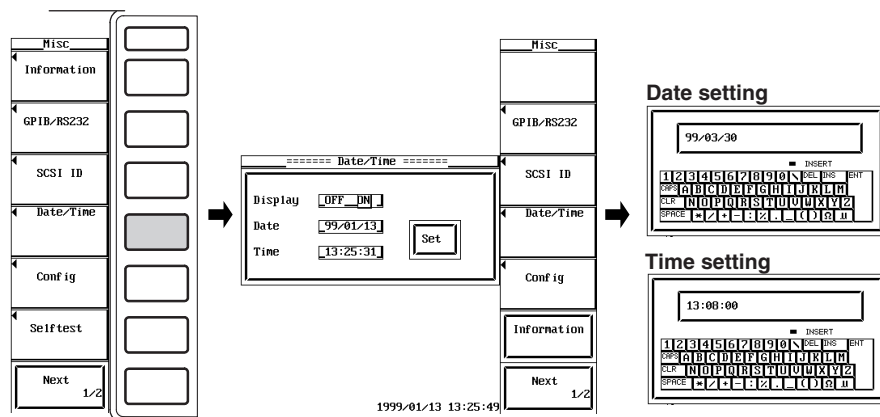 Misc
Information
GPIB/RS232
SCSI ID
Date/Time
Config
Selftest
Next
1/2
======= Date/Time =======
Display OFF ON
Date 99/01/13
Time 13:25:31
Set
1999/01/13 13:25:49
Misc
GPIB/RS232
SCSI ID
Date/Time
Config
Information
Next
1/2
Date setting
99/03/30
INSERT
1 2 3 4 5 6 7 8 9 0 \ DEL INS ENT
CAPS A B C D E F G H I J K L M
CLR N O P Q R S T U V W X Y Z
SPACE * / + - : % . _ ( ) Ω µ
Time setting
13:08:00
INSERT
1 2 3 4 5 6 7 8 9 0 \ DEL INS ENT
CAPS A B C D E F G H I J K L M
CLR N O P Q R S T U V W X Y Z
SPACE * / + - : % . _ ( ) Ω µ